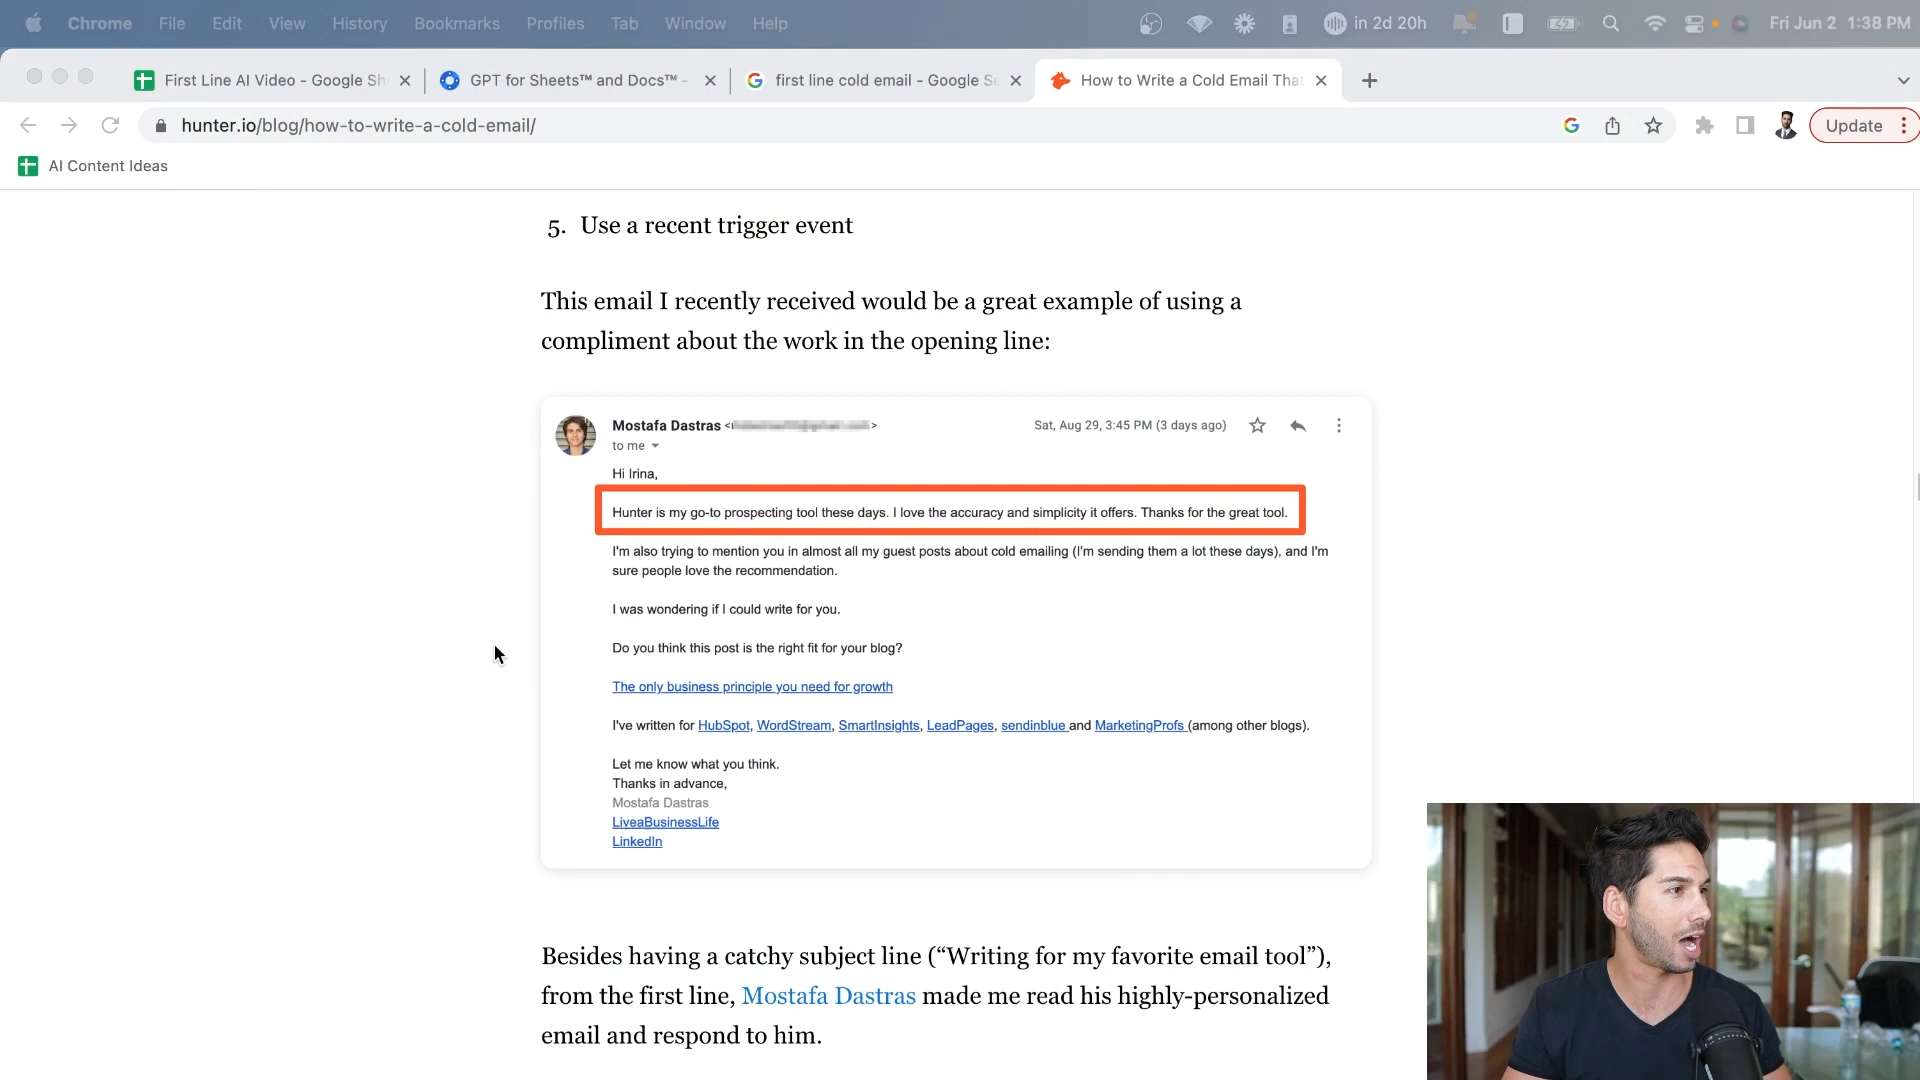 Chrome File Edit View History Bookmarks Profiles Tab Window Help in 2d 20h Fri Jun 2 1:38 PM
First Line AI Video - Google Sh GPT for Sheets™ and Docs™ - first line cold email - Google Se How to Write a Cold Email That
hunter.io/blog/how-to-write-a-cold-email/ Update
AI Content Ideas
5. Use a recent trigger event
This email I recently received would be a great example of using a
compliment about the work in the opening line:
Mostafa Dastras Sat, Aug 29, 3:45 PM (3 days ago)
to me
Hi Irina,
Hunter is my go-to prospecting tool these days. I love the accuracy and simplicity it offers. Thanks for the great tool.
I'm also trying to mention you in almost all my guest posts about cold emailing (I'm sending them a lot these days), and I'm
sure people love the recommendation.
I was wondering if I could write for you.
Do you think this post is the right fit for your blog?
The only business principle you need for growth
I've written for HubSpot, WordStream, SmartInsights, LeadPages, sendinblue and MarketingProfs (among other blogs).
Let me know what you think.
Thanks in advance,
Mostafa Dastras
LiveaBusinessLife
LinkedIn
Besides having a catchy subject line (“Writing for my favorite email tool”),
from the first line, Mostafa Dastras made me read his highly-personalized
email and respond to him.